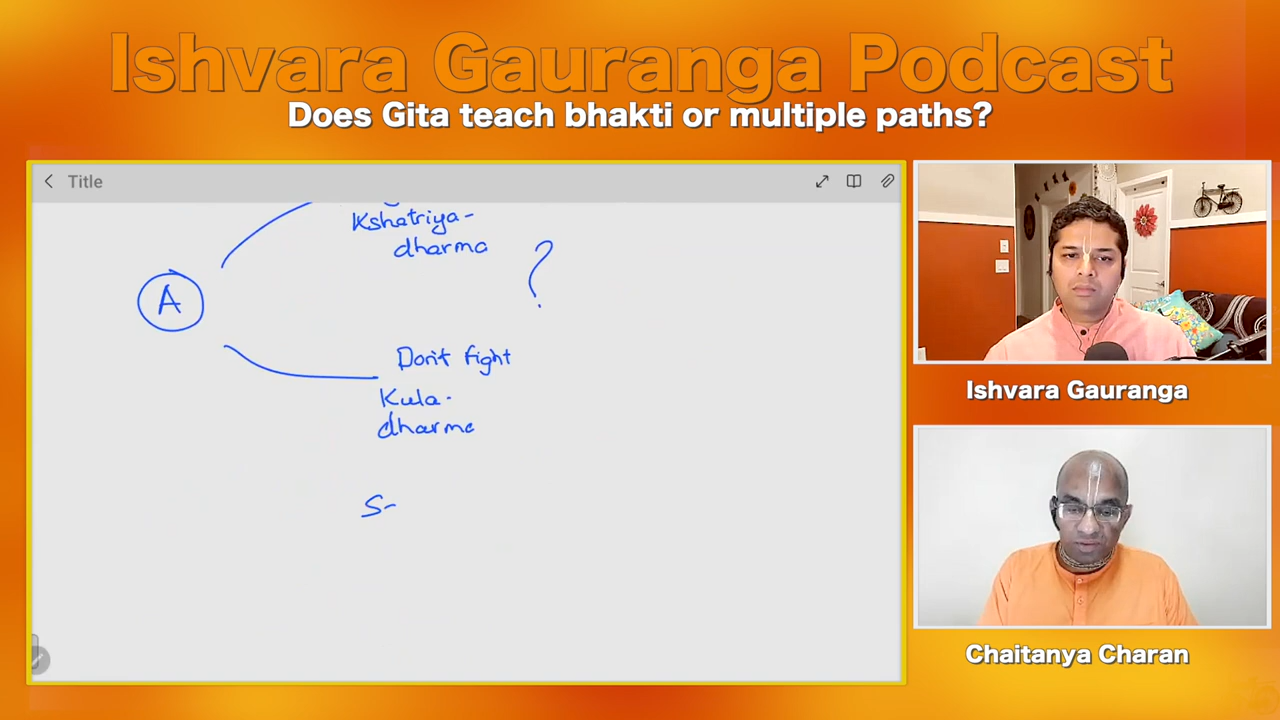 Ishvara Gauranga Podcast
Does Gita teach bhakti or multiple paths?
Title
Kshatriya-
dharma
?
A
Don't fight
Kula-
dharma
S-
Ishvara Gauranga
Chaitanya Charan